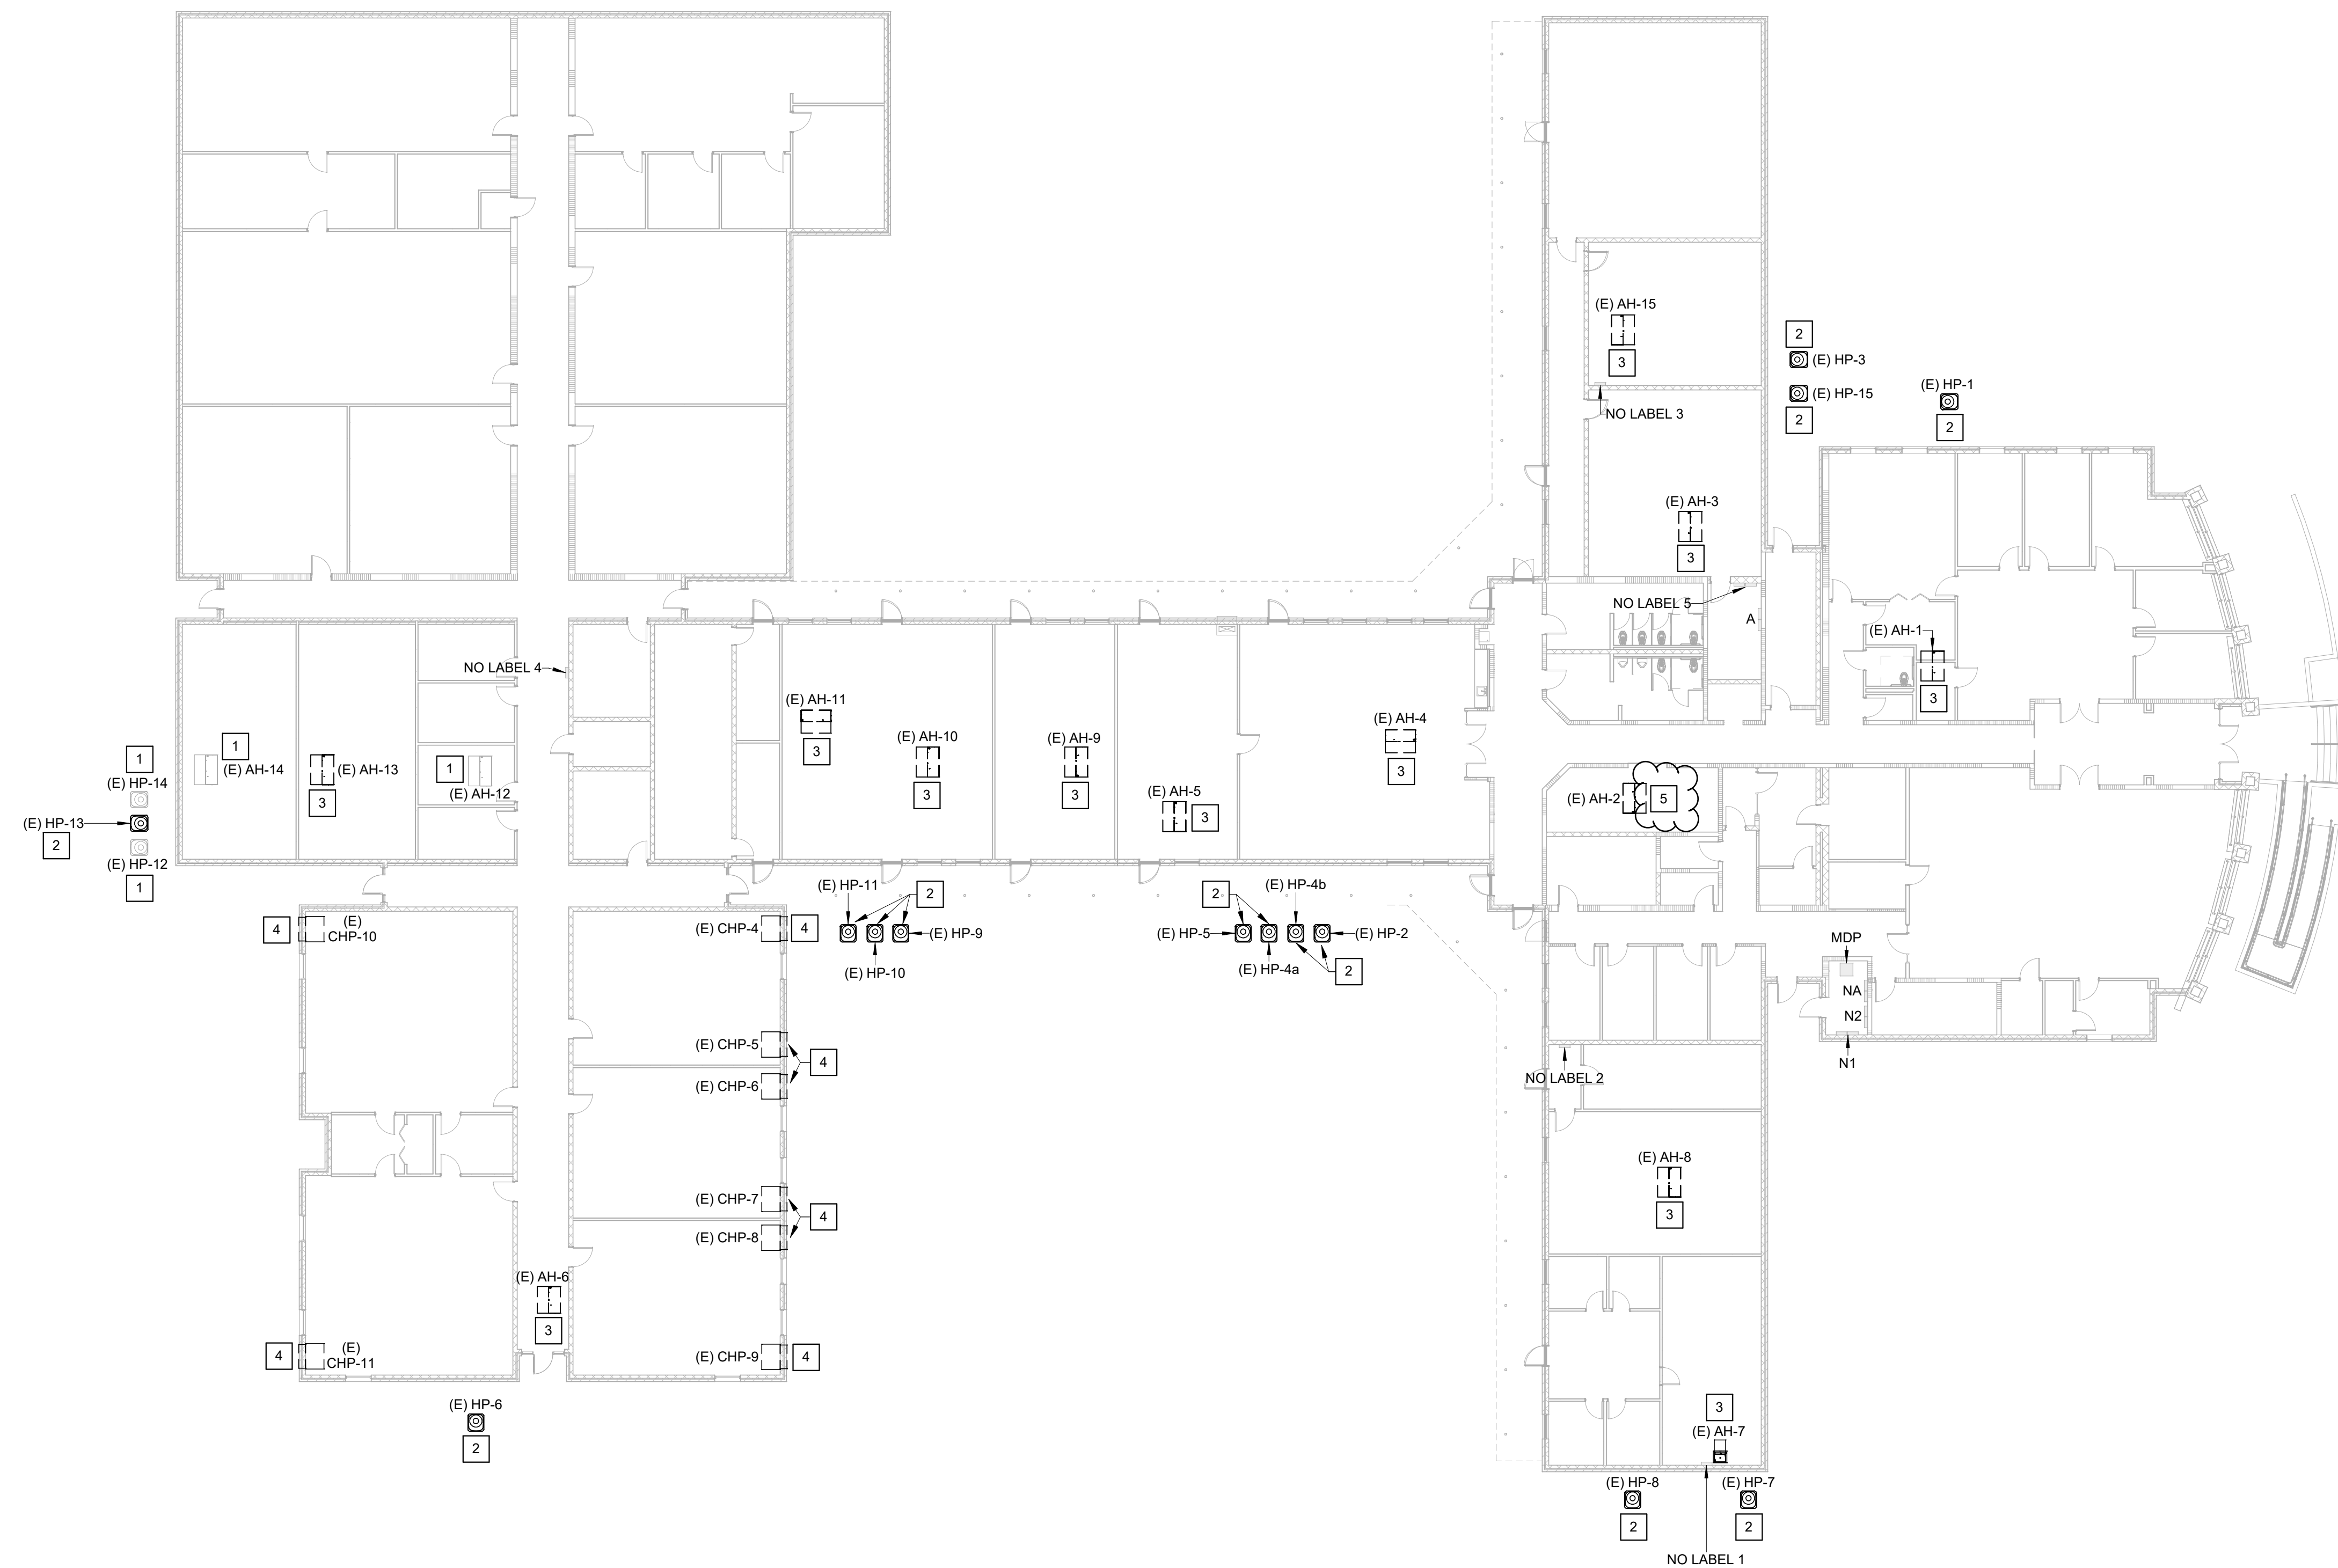 (E) AH-15
3
NO LABEL 3
2
(E) HP-3
(E) HP-15
2
(E) HP-1
2
(E) AH-3
3
NO LABEL 5
A
(E) AH-1
3
NO LABEL 4
(E) AH-11
3
(E) AH-10
3
(E) AH-9
3
(E) AH-5
3
(E) AH-4
3
(E) AH-2
5
1
(E) AH-14
(E) AH-13
3
1
(E) AH-12
1
(E) HP-14
(E) HP-13
2
(E) HP-12
1
4
(E)
CHP-10
(E) CHP-4
4
(E) HP-11
2
(E) HP-9
(E) HP-10
2
(E) HP-4b
(E) HP-5
(E) HP-2
(E) HP-4a
2
MDP
NA
N2
N1
(E) CHP-5
4
(E) CHP-6
NO LABEL 2
(E) AH-8
3
(E) CHP-7
4
(E) CHP-8
(E) AH-6
3
4
(E)
CHP-11
(E) CHP-9
4
(E) HP-6
2
3
(E) AH-7
(E) HP-8
2
(E) HP-7
2
NO LABEL 1